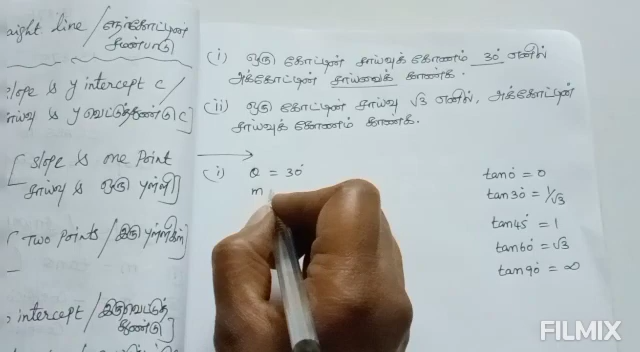 aight line / நேர்கோட்டின்
சமன்பாடு
slope & y intercept c /
சாய்வு & y வெட்டுத்துண்டு c]
[slope & one Point
சாய்வு & ஒரு புள்ளி]
[Two points / இரு புள்ளிகள்]
intercept / இருவெட்டுத்
துண்டு]
(i) ஒரு கோட்டின் சாய்வுக் கோணம் 30° எனில்
அக்கோட்டின் சாய்வைக் காண்க.
(ii) ஒரு கோட்டின் சாய்வு √3 எனில், அக்கோட்டின்
சாய்வுக் கோணம் காண்க.
(i) θ = 30°
m
tan0° = 0
tan30° = 1/√3
tan45° = 1
tan60° = √3
tan90° = ∞
FILMIX